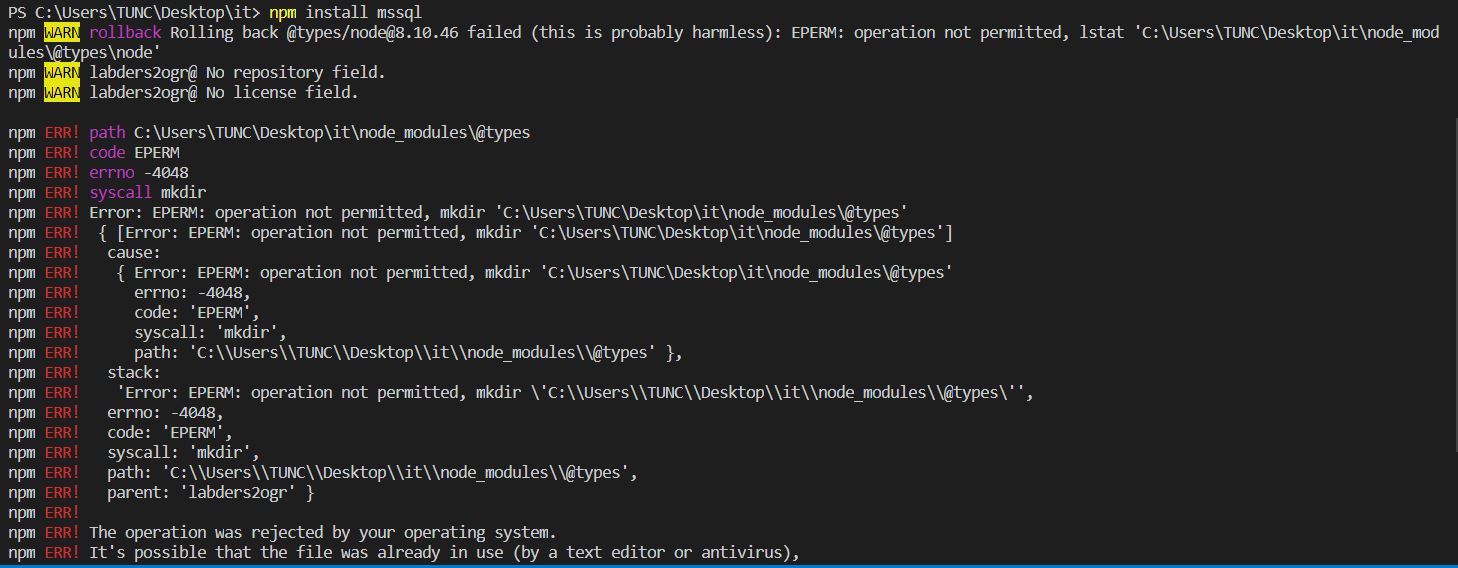 PS C:\Users\TUNC\Desktop\it> npm install mssql
npm WARN rollback Rolling back @types/node@8.10.46 failed (this is probably harmless): EPERM: operation not permitted, lstat 'C:\Users\TUNC\Desktop\it\node_mod
ules\@types\node'
npm WARN labders2ogr@ No repository field.
npm WARN labders2ogr@ No license field.

npm ERR! path C:\Users\TUNC\Desktop\it\node_modules\@types
npm ERR! code EPERM
npm ERR! errno -4048
npm ERR! syscall mkdir
npm ERR! Error: EPERM: operation not permitted, mkdir 'C:\Users\TUNC\Desktop\it\node_modules\@types'
npm ERR!  { [Error: EPERM: operation not permitted, mkdir 'C:\Users\TUNC\Desktop\it\node_modules\@types']
npm ERR!   cause:
npm ERR!    { Error: EPERM: operation not permitted, mkdir 'C:\Users\TUNC\Desktop\it\node_modules\@types'
npm ERR!      errno: -4048,
npm ERR!      code: 'EPERM',
npm ERR!      syscall: 'mkdir',
npm ERR!      path: 'C:\\Users\\TUNC\\Desktop\\it\\node_modules\\@types' },
npm ERR!   stack:
npm ERR!    'Error: EPERM: operation not permitted, mkdir \'C:\\Users\\TUNC\\Desktop\\it\\node_modules\\@types\'',
npm ERR!   errno: -4048,
npm ERR!   code: 'EPERM',
npm ERR!   syscall: 'mkdir',
npm ERR!   path: 'C:\\Users\\TUNC\\Desktop\\it\\node_modules\\@types',
npm ERR!   parent: 'labders2ogr' }
npm ERR!
npm ERR! The operation was rejected by your operating system.
npm ERR! It's possible that the file was already in use (by a text editor or antivirus),